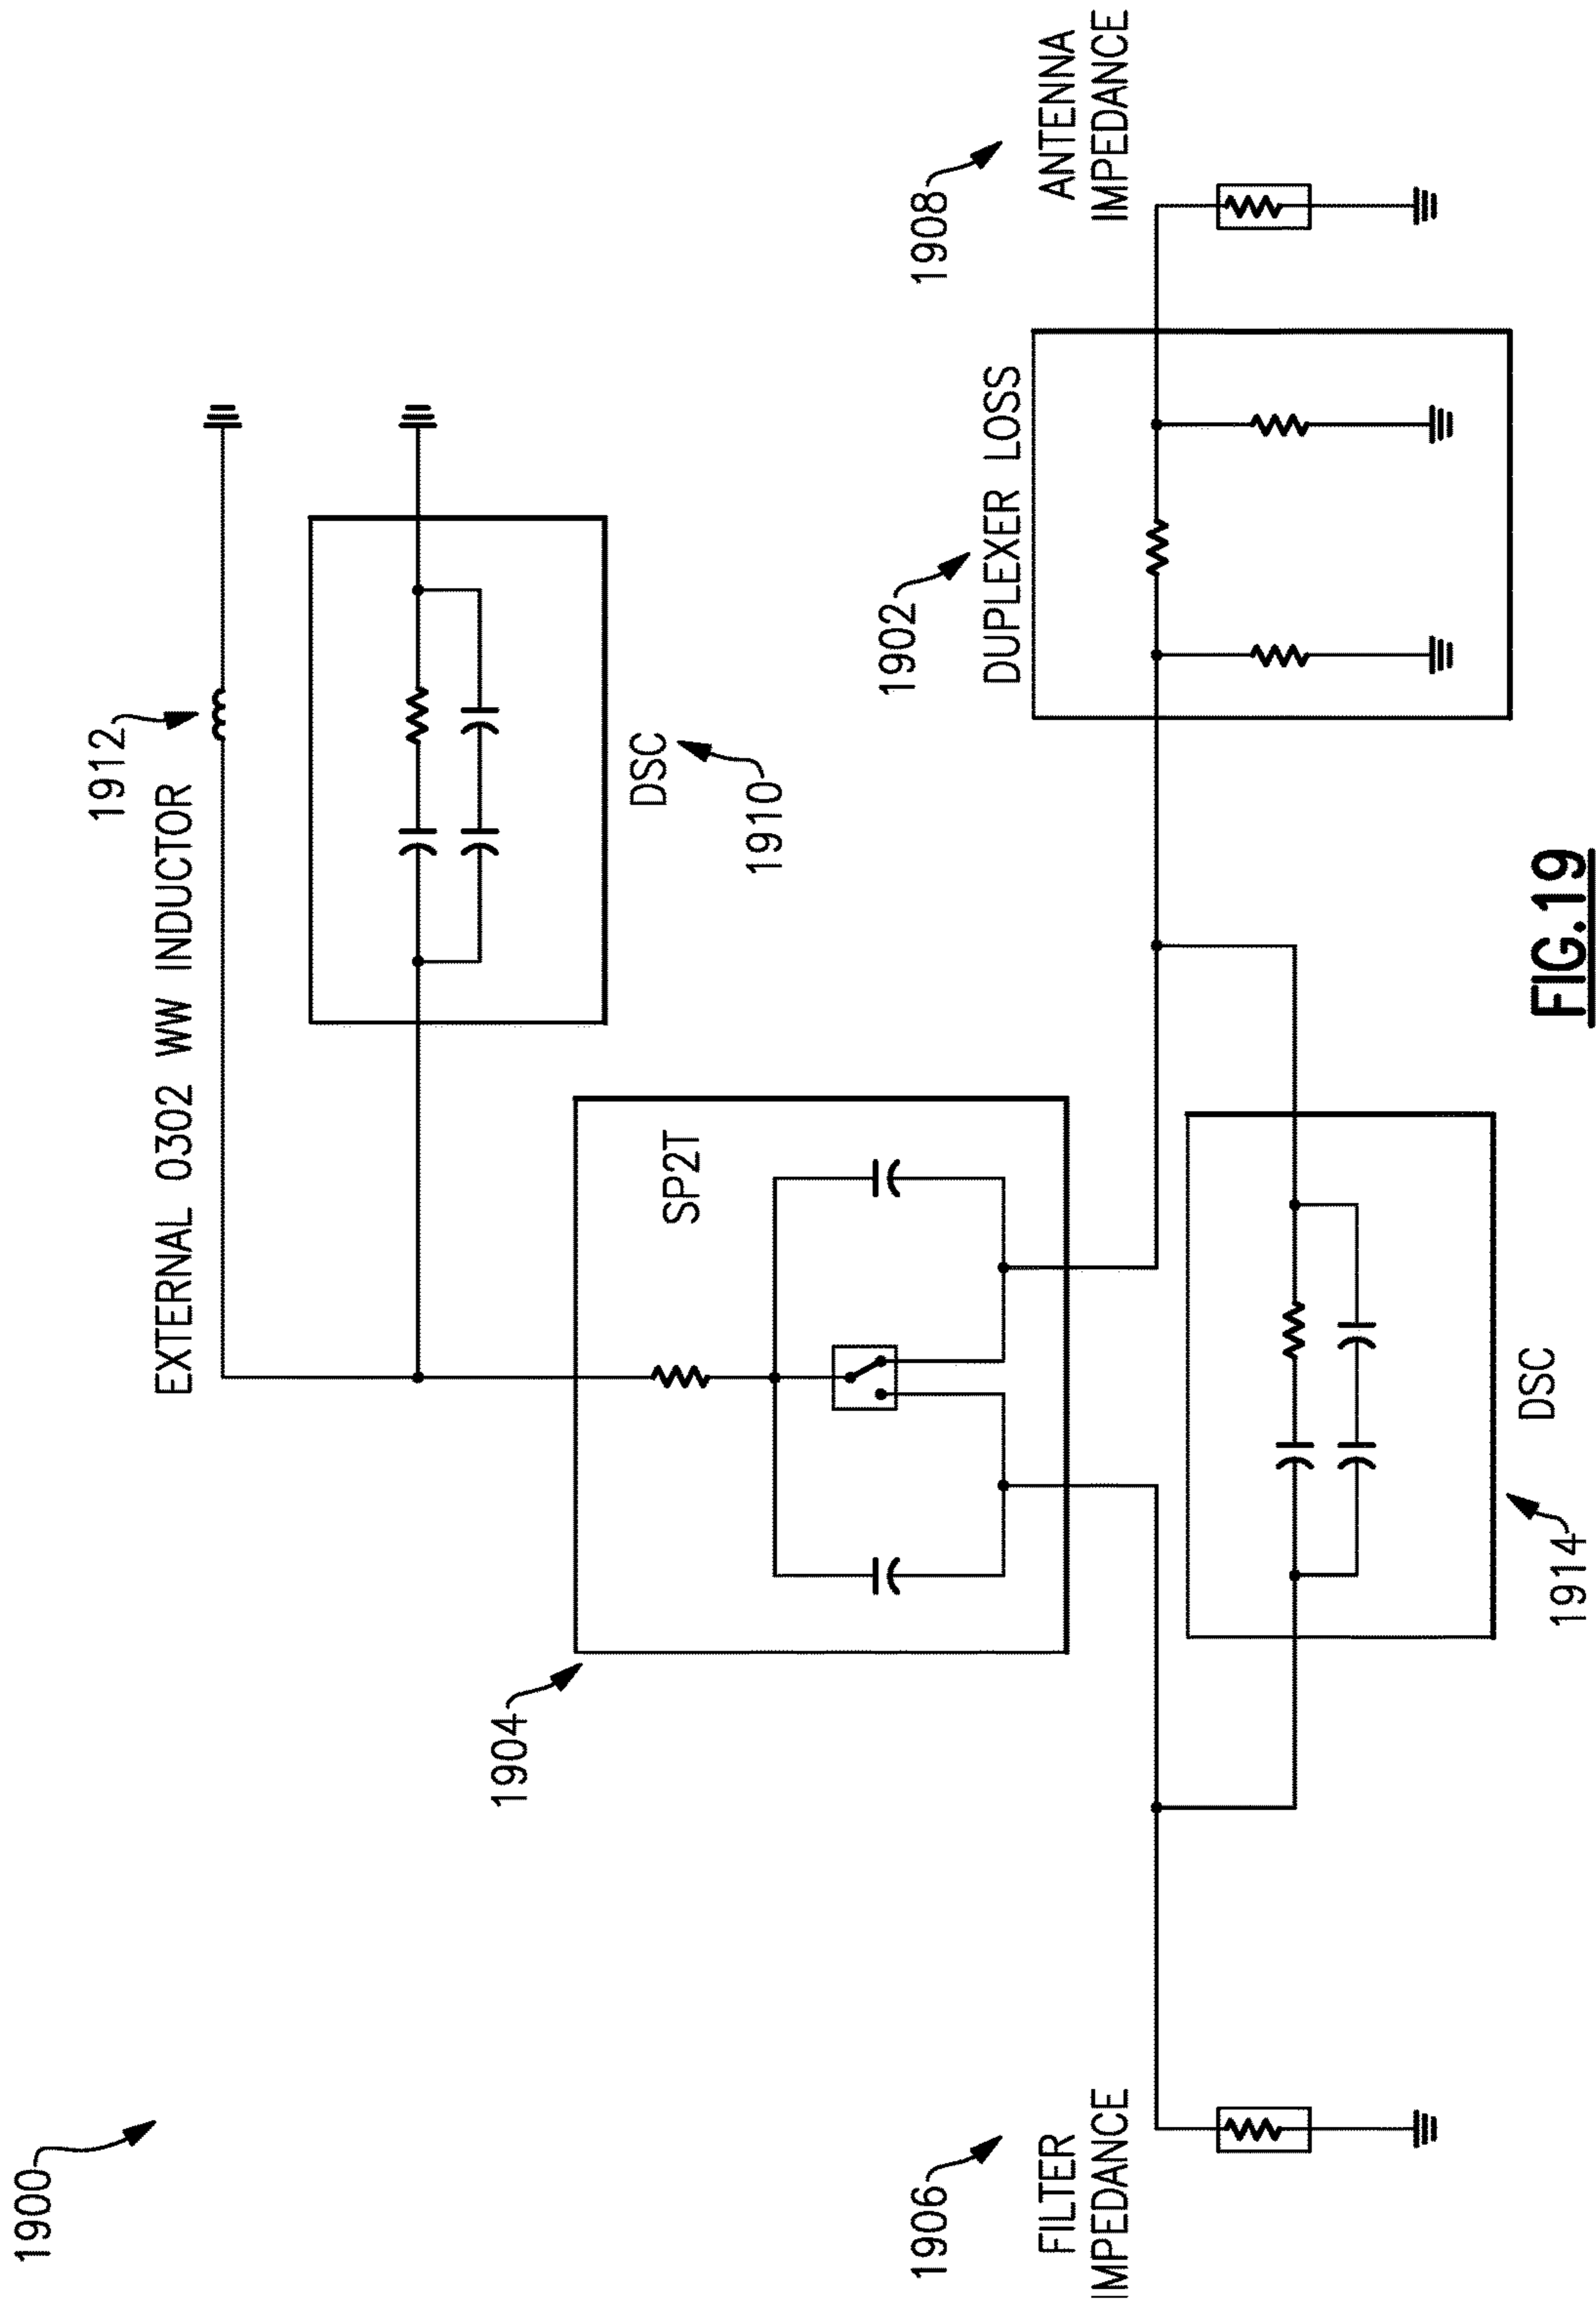 1900
1912
EXTERNAL 0302 WW INDUCTOR
DSC
1910
1904
SP2T
1902
DUPLEXER LOSS
1906
FILTER
IMPEDANCE
1908
ANTENNA
IMPEDANCE
DSC
1914
FIG.19